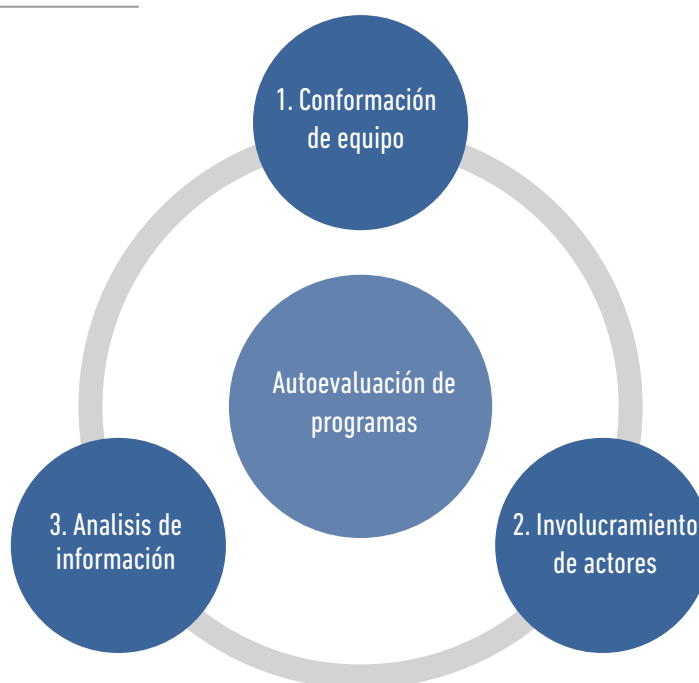 1. Conformación
de equipo
Autoevaluación de
programas
3. Analisis de
información
2. Involucramiento
de actores